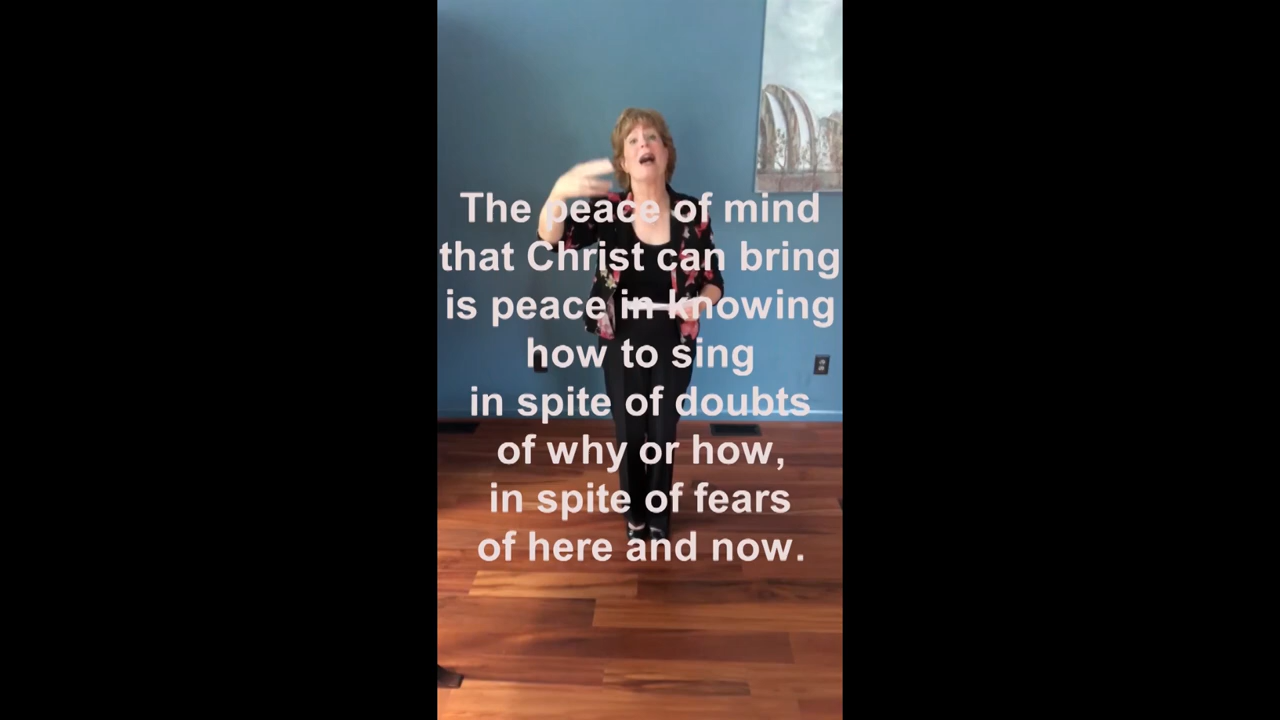 The peace of mind
that Christ can bring
is peace in knowing
how to sing
in spite of doubts
of why or how,
in spite of fears
of here and now.